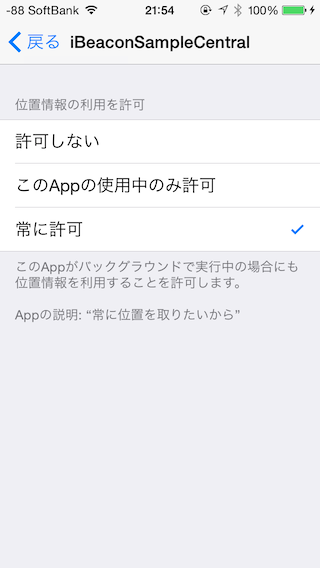 -88 SoftBank 21:54 100%
戻る iBeaconSampleCentral
位置情報の利用を許可
許可しない
このAppの使用中のみ許可
常に許可
このAppがバックグラウンドで実行中の場合にも
位置情報を利用することを許可します。
Appの説明: “常に位置を取りたいから”